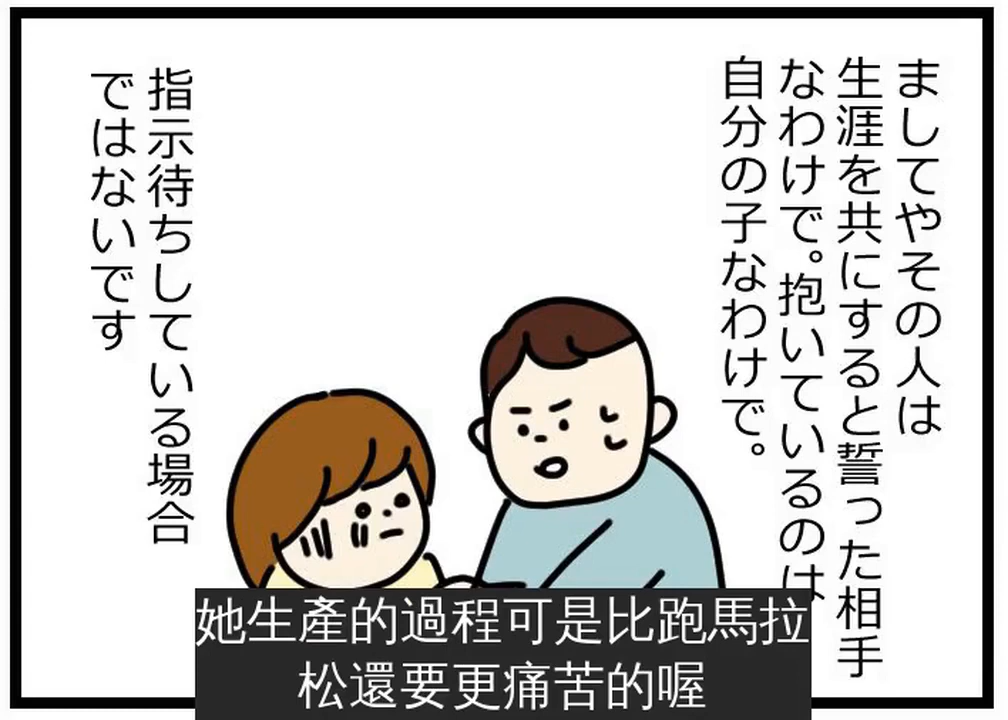 ましてやその人は
生涯を共にすると誓った相手
なわけで。抱いているのは
自分の子なわけで。
指示待ちしている場合
ではないです
她生產的過程可是比跑馬拉
松還要更痛苦的喔